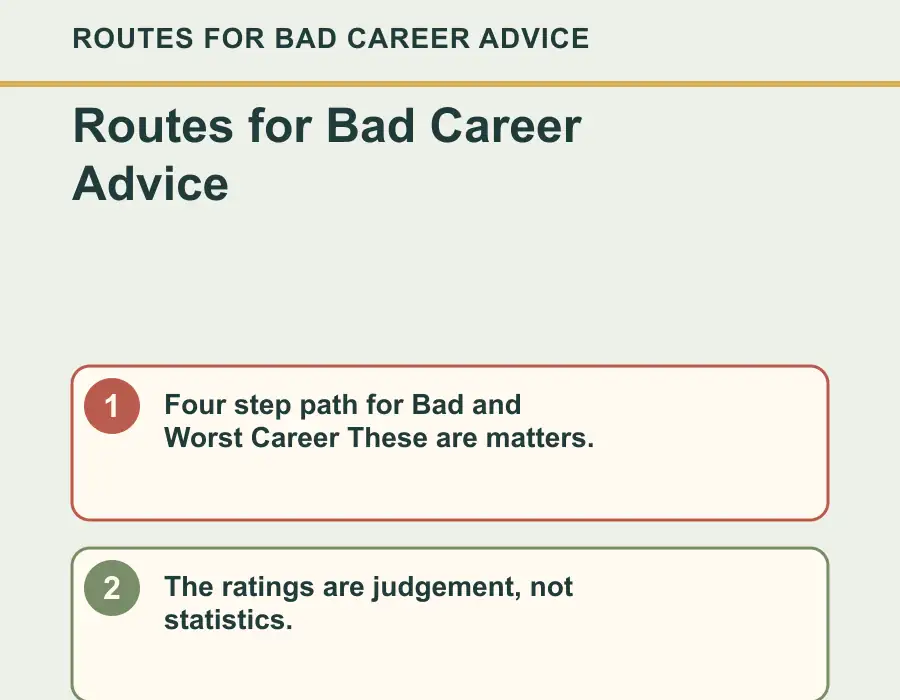 ROUTES FOR BAD CAREER ADVICE
Routes for Bad Career
Advice
1
Four step path for Bad and
Worst Career These are matters.
2
The ratings are judgement, not
statistics.